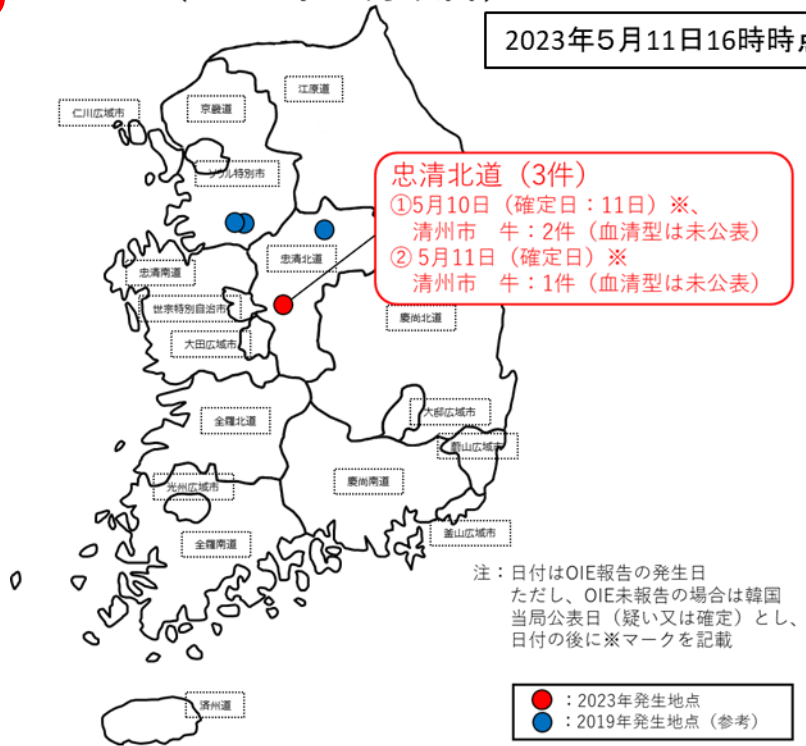 2023年5月11日16時時点
江原道
京畿道
仁川広域市
ソウル特別市
忠清北道（3件）
①5月10日（確定日：11日）※、
清州市　牛：2件（血清型は未公表）
② 5月11日（確定日）※
清州市　牛：1件（血清型は未公表）
忠清北道
忠清南道
世宗特別自治市
慶尚北道
大田広域市
大邱広域市
全羅北道
蔚山広域市
慶尚南道
光州広域市
釜山広域市
全羅南道
注：日付はOIE報告の発生日
ただし、OIE未報告の場合は韓国
当局公表日（疑い又は確定）とし、
日付の後に※マークを記載
済州道
：2023年発生地点
：2019年発生地点（参考）